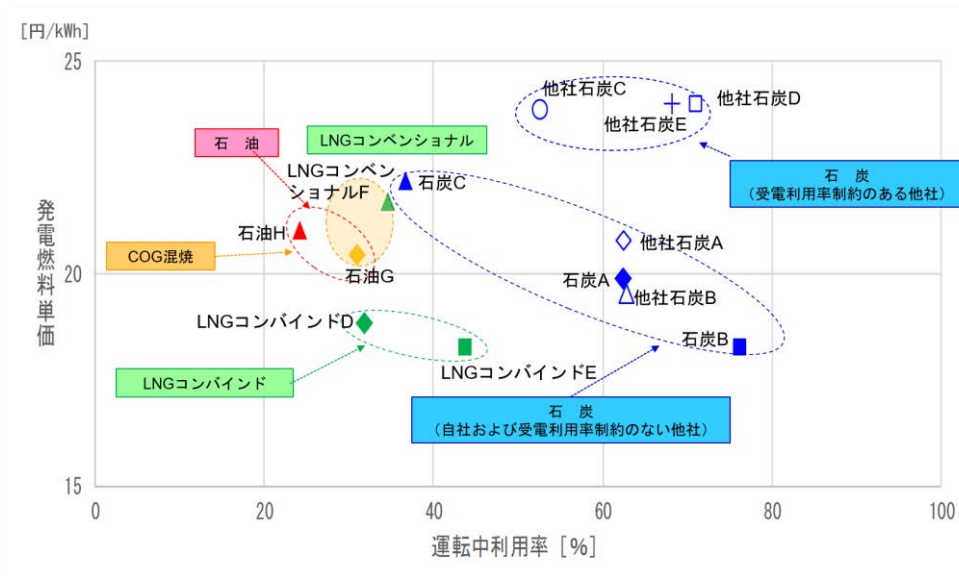 [円/kWh]
25
他社石炭C
他社石炭D
他社石炭E
石　油
LNGコンベンショナル
LNGコンベン
ショナルF
石炭C
石　炭
（受電利用率制約のある他社）
発電燃料単価
石油H
他社石炭A
COG混焼
20
石油G
石炭A
他社石炭B
LNGコンバインドD
石炭B
LNGコンバインド
LNGコンバインドE
石　炭
（自社および受電利用率制約のない他社）
15
0
20
40
60
80
100
運転中利用率［%］